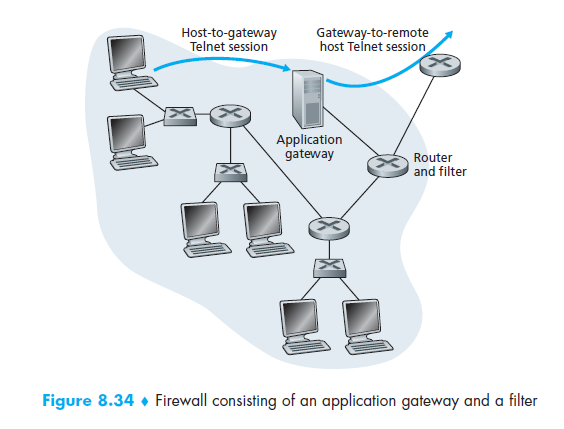 Host-to-gateway
Telnet session
Gateway-to-remote
host Telnet session
Application
gateway
Router
and filter
Figure 8.34 ♦ Firewall consisting of an application gateway and a filter